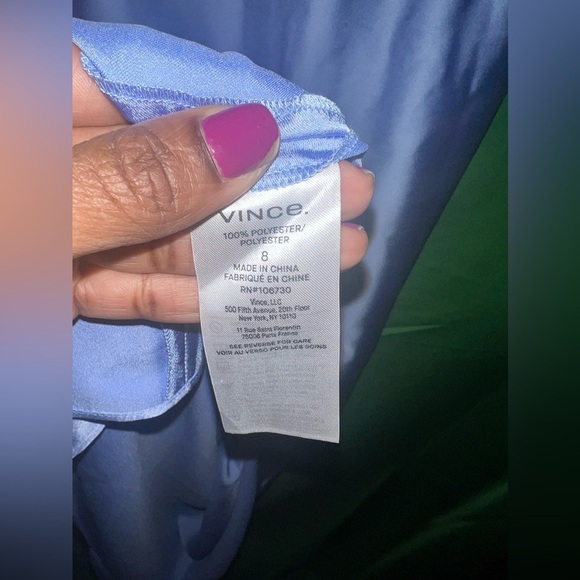 VINCE.
100% POLYESTER/
POLYESTER
8
MADE IN CHINA
FABRIQUÉ EN CHINE
RN#106730
Vince, LLC
500 Fifth Avenue, 20th Floor
New York, NY 10110
11 Rue Saint Florentin
75008 Paris France
SEE REVERSE FOR CARE
VOIR AU VERSO POUR LES SOINS